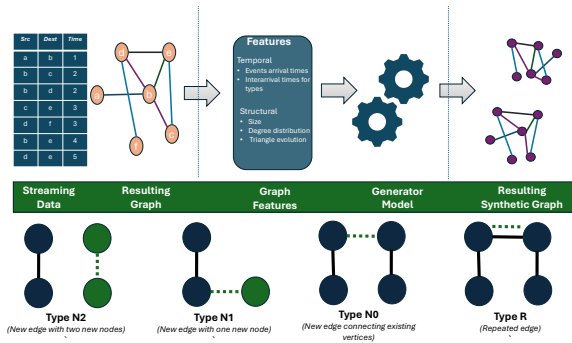 Src Dest Time
a b 1
b c 2
b d 2
c e 3
d f 3
b e 4
d e 5
d
e
a
b
c
f
Features
Temporal
• Events arrival times
• Interarrival times for
types
Structural
• Size
• Degree distribution
• Triangle evolution
Streaming
Data
Resulting
Graph
Graph
Features
Generator
Model
Resulting
Synthetic Graph
Type N2
(New edge with two new nodes)
)
Type N1
(New edge with one new node)
)
Type N0
(New edge connecting existing
vertices)
Type R
(Repeated edge)
)